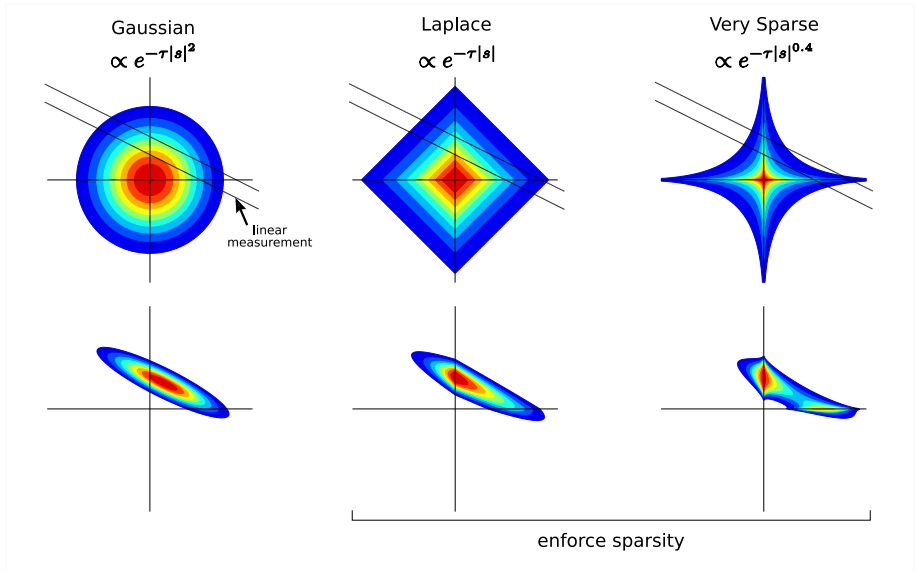 Gaussian
∝ e^{−τ|s|^2}
Laplace
∝ e^{−τ|s|}
Very Sparse
∝ e^{−τ|s|^{0.4}}
linear
measurement
enforce sparsity